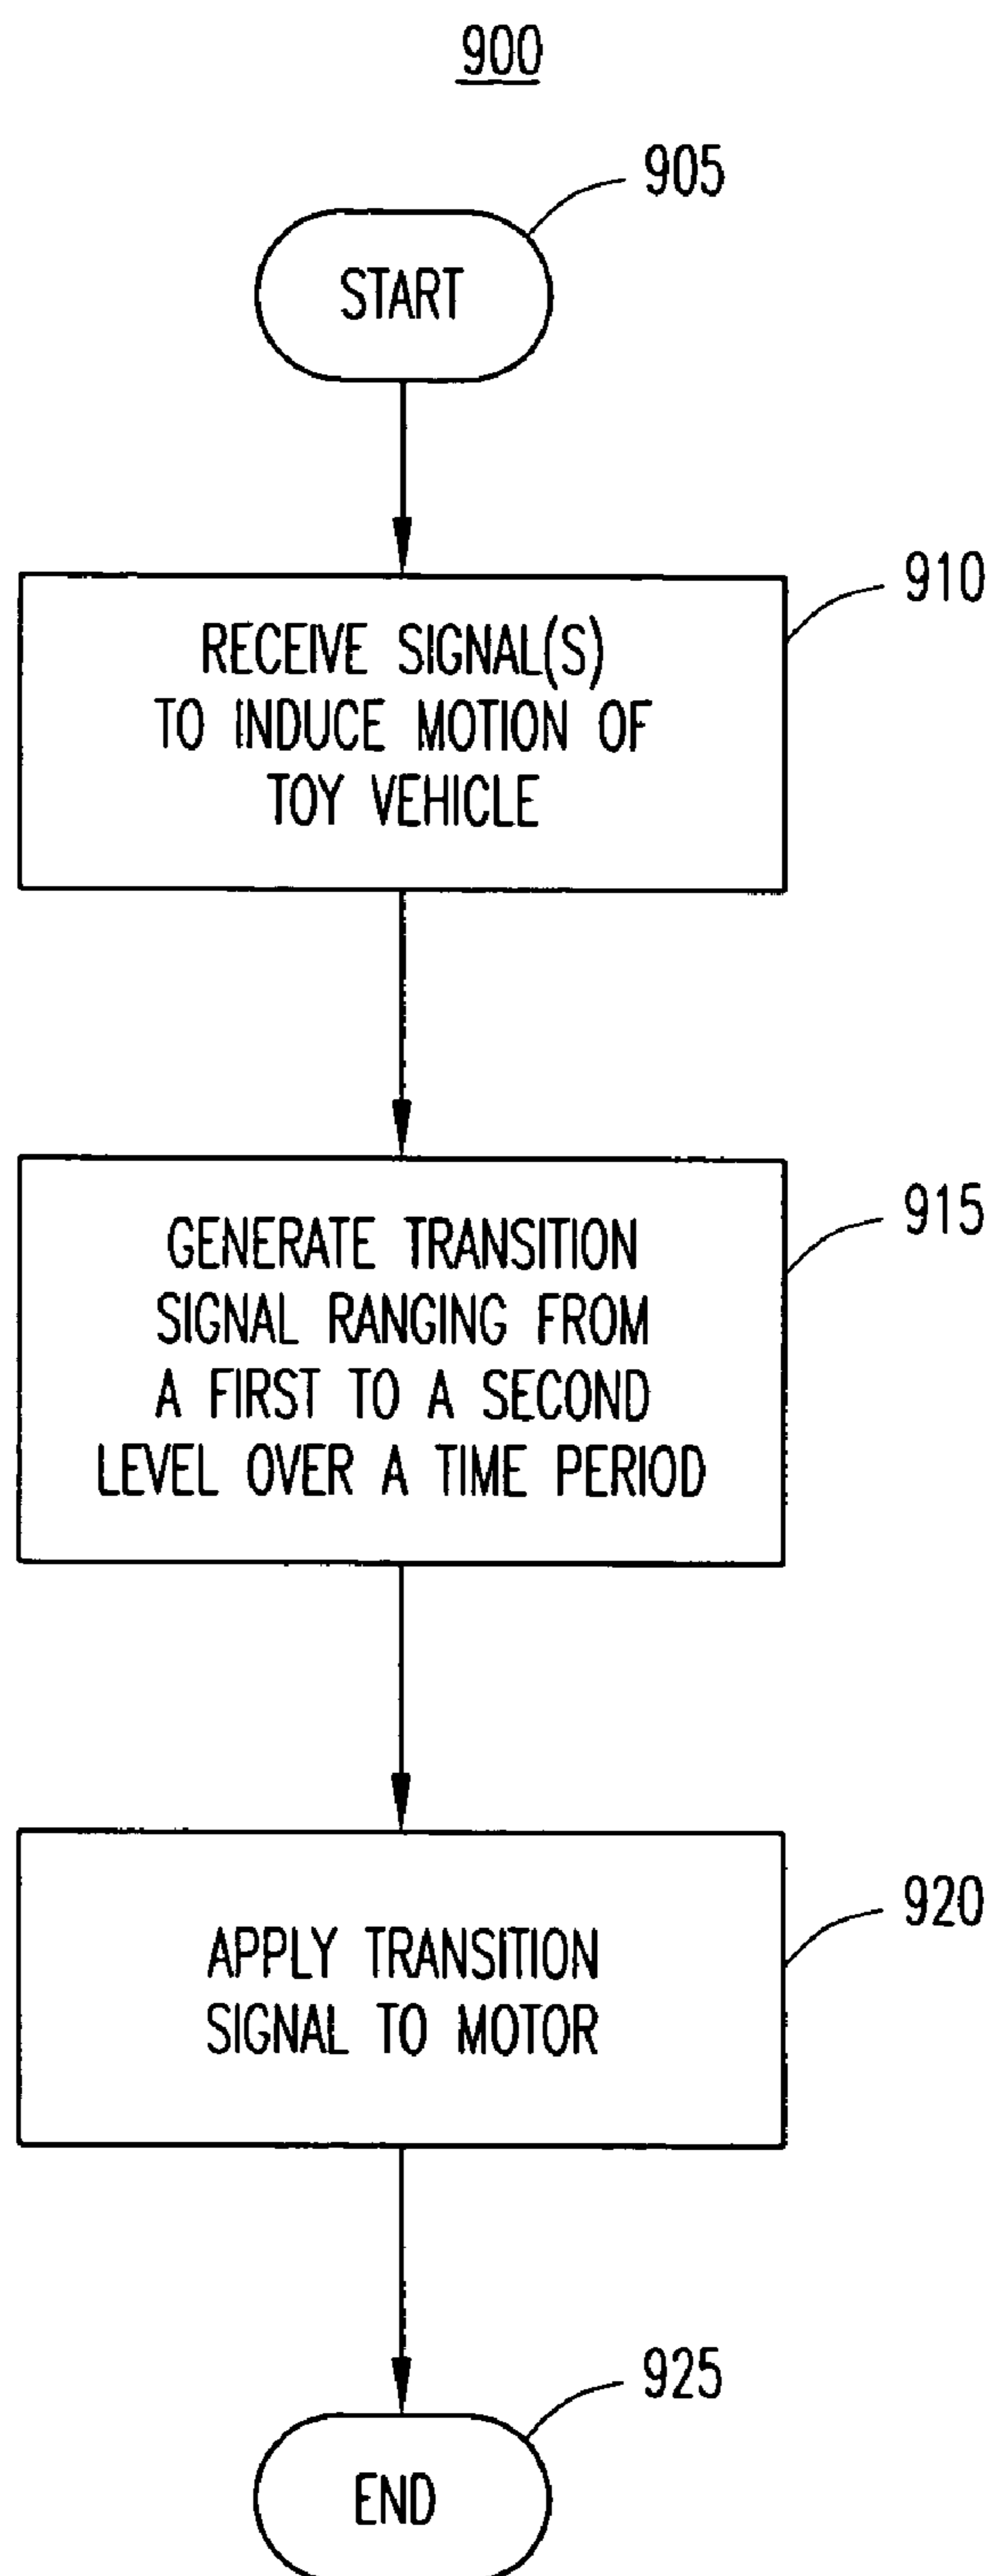 900
905
START
910
RECEIVE SIGNAL(S)
TO INDUCE MOTION OF
TOY VEHICLE
915
GENERATE TRANSITION
SIGNAL RANGING FROM
A FIRST TO A SECOND
LEVEL OVER A TIME PERIOD
920
APPLY TRANSITION
SIGNAL TO MOTOR
925
END